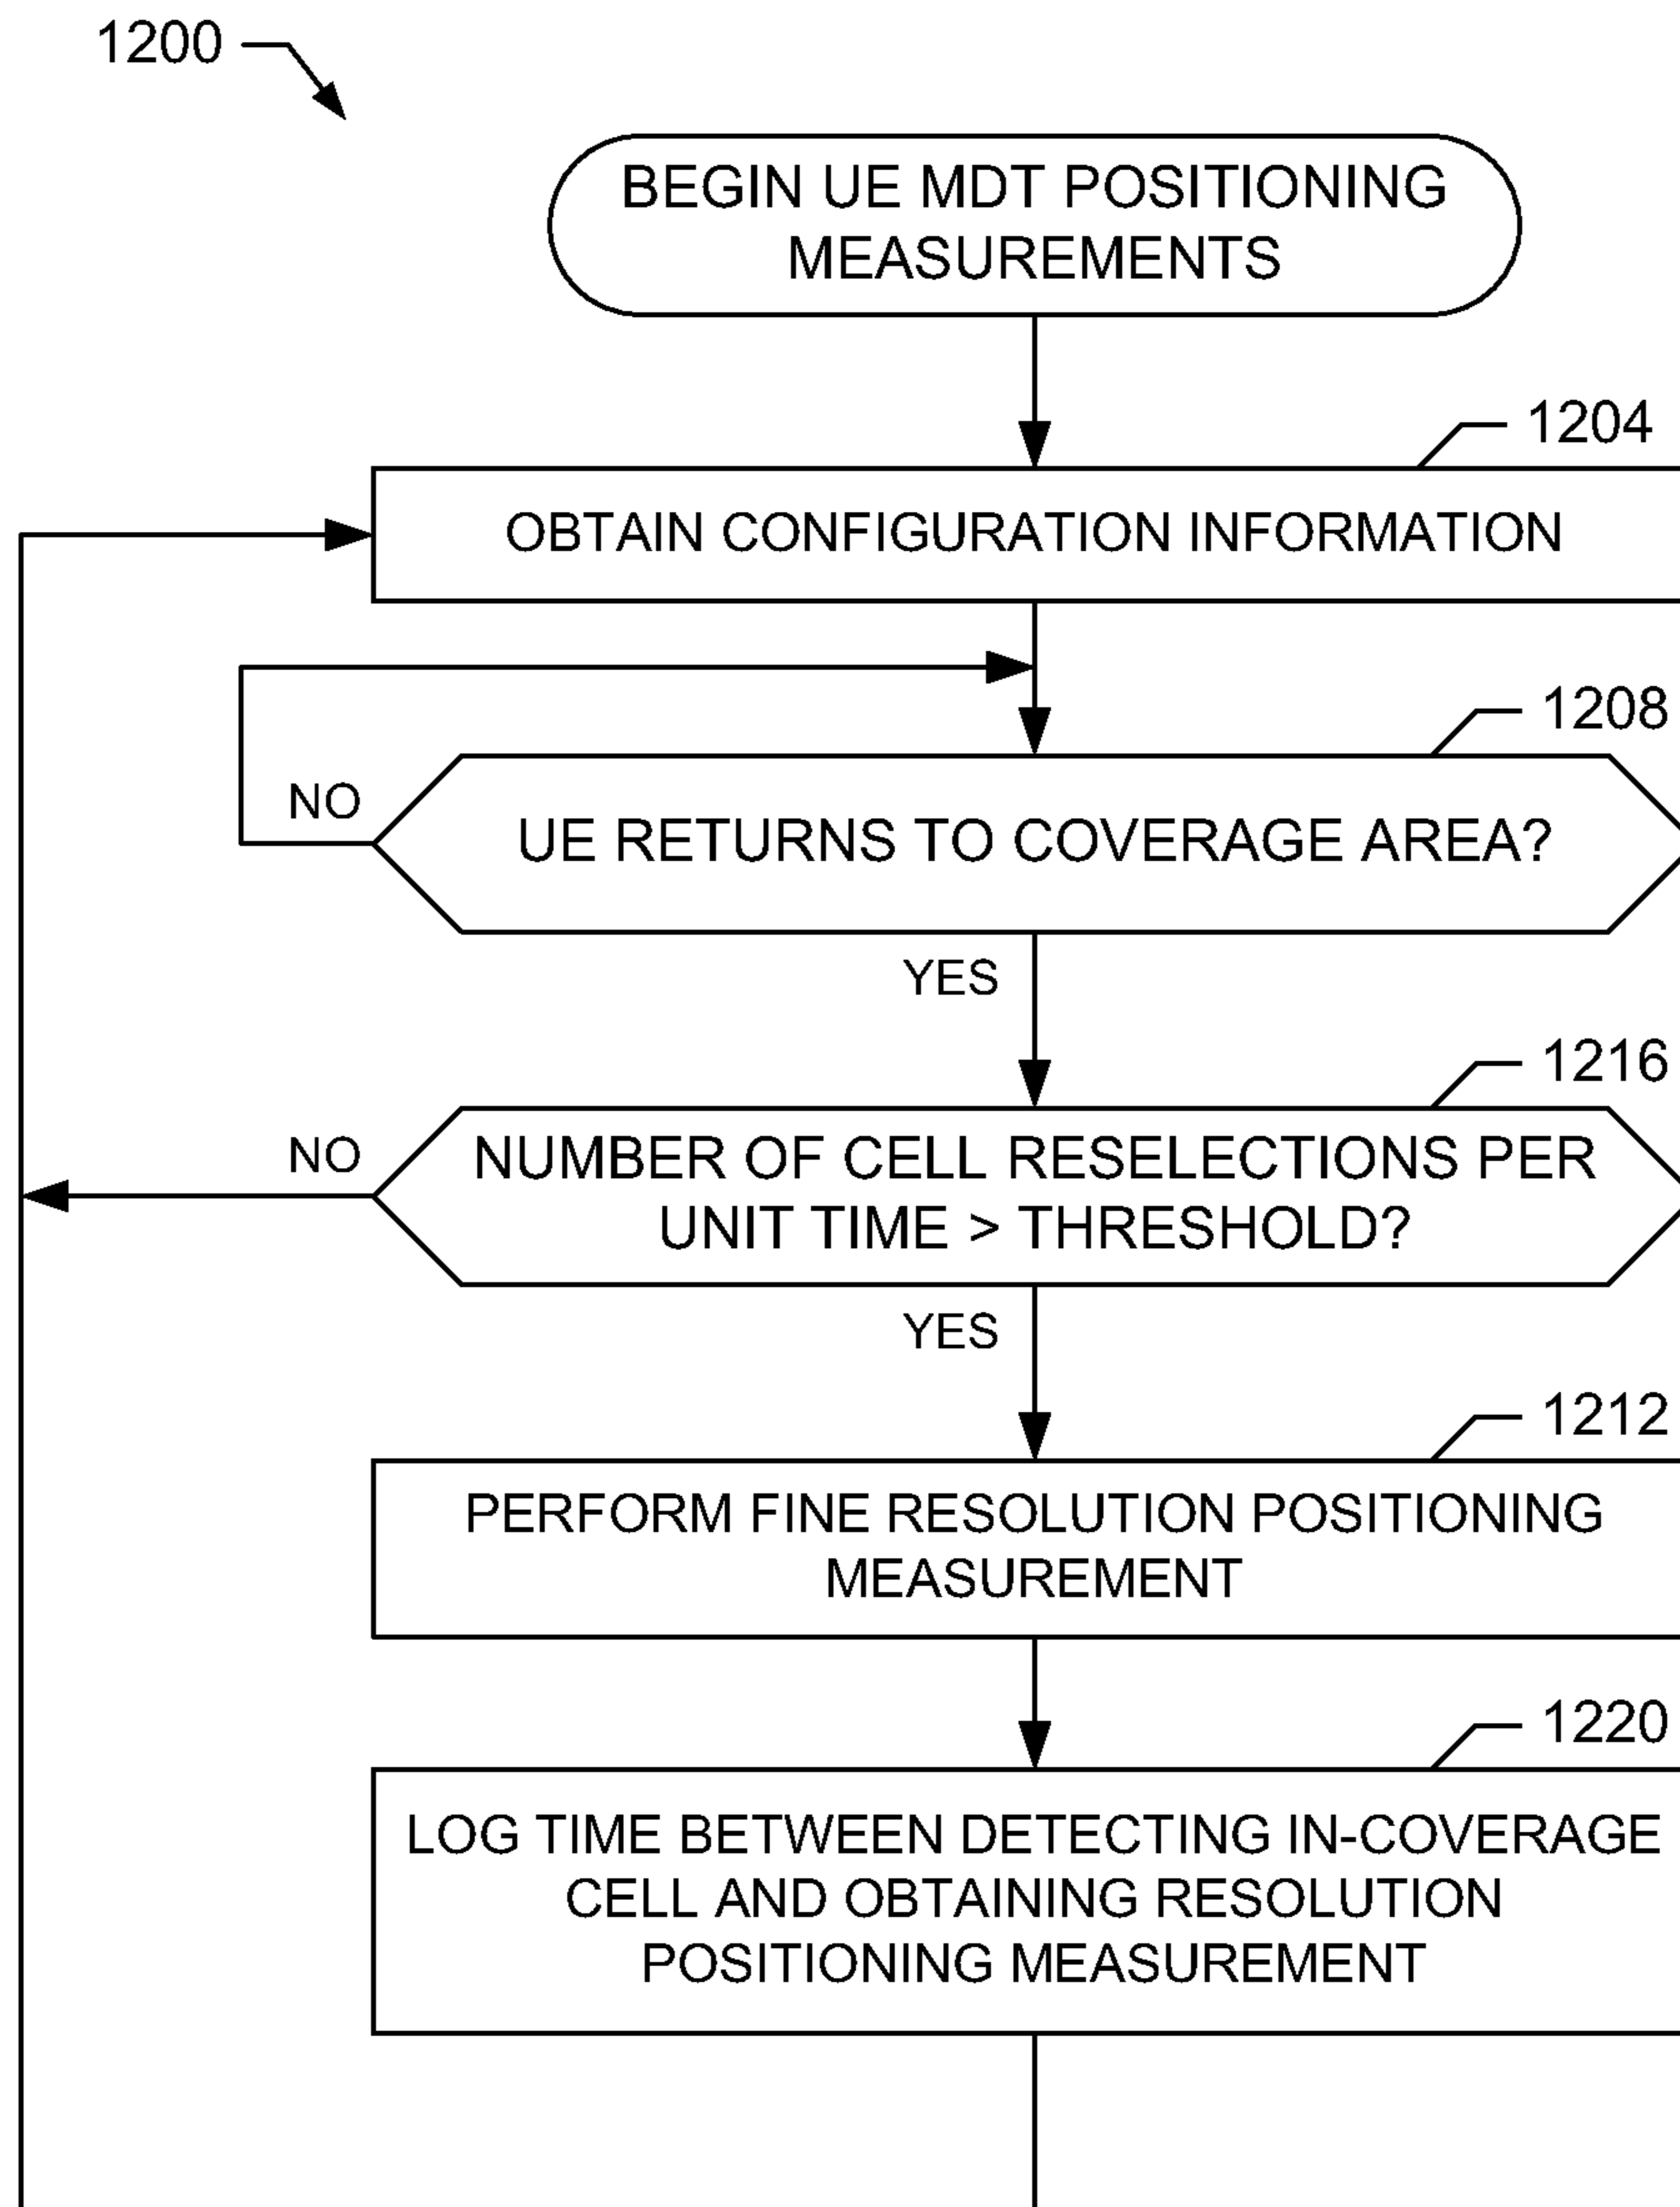 1200
BEGIN UE MDT POSITIONING
MEASUREMENTS
1204
OBTAIN CONFIGURATION INFORMATION
1208
NO
UE RETURNS TO COVERAGE AREA?
YES
1216
NO
NUMBER OF CELL RESELECTIONS PER
UNIT TIME > THRESHOLD?
YES
1212
PERFORM FINE RESOLUTION POSITIONING
MEASUREMENT
1220
LOG TIME BETWEEN DETECTING IN-COVERAGE
CELL AND OBTAINING RESOLUTION
POSITIONING MEASUREMENT